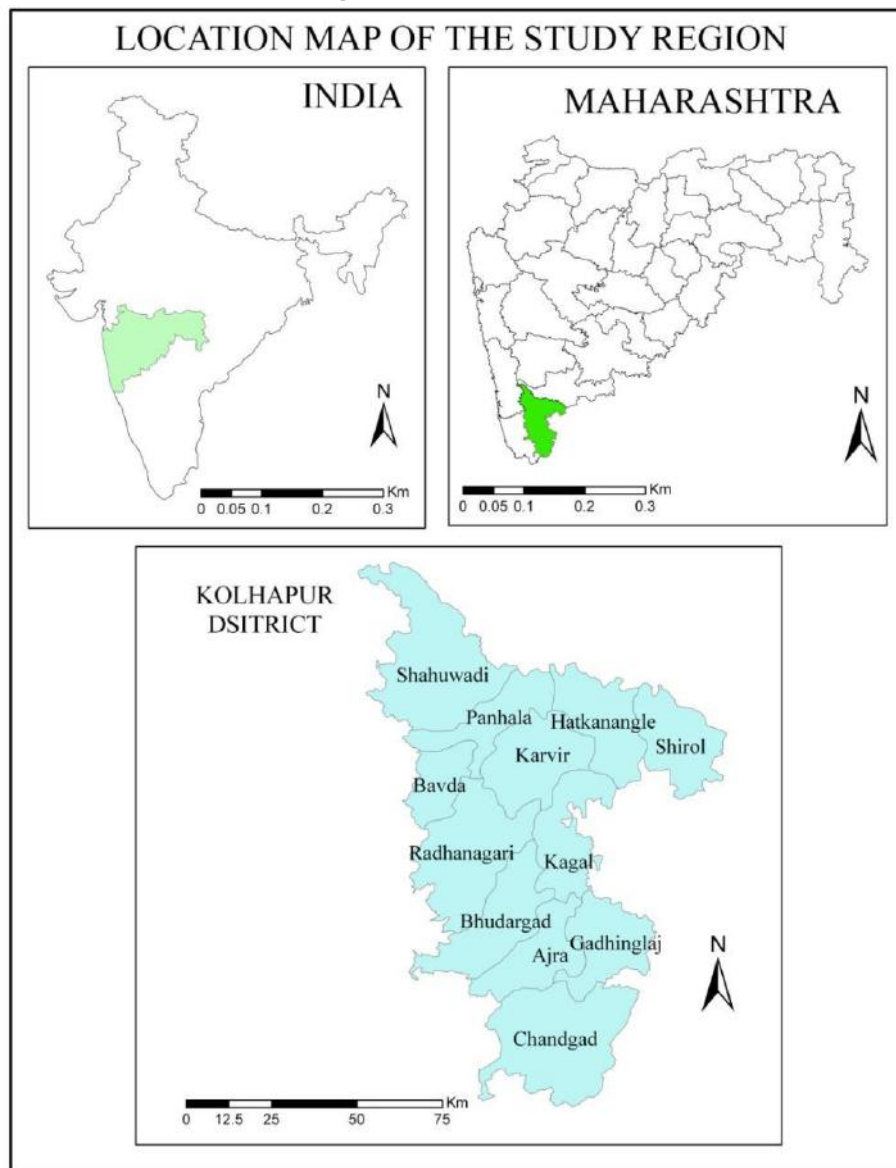 LOCATION MAP OF THE STUDY REGION
INDIA
N
Km
0 0.05 0.1 0.2 0.3
MAHARASHTRA
N
Km
0 0.05 0.1 0.2 0.3
KOLHAPUR
DSITRICT
Shahuwadi
Panhala
Hatkanangle
Shirol
Karvir
Bavda
Radhanagari
Kagal
Bhudargad
Gadhinglaj
Ajra
N
Chandgad
Km
0 12.5 25 50 75